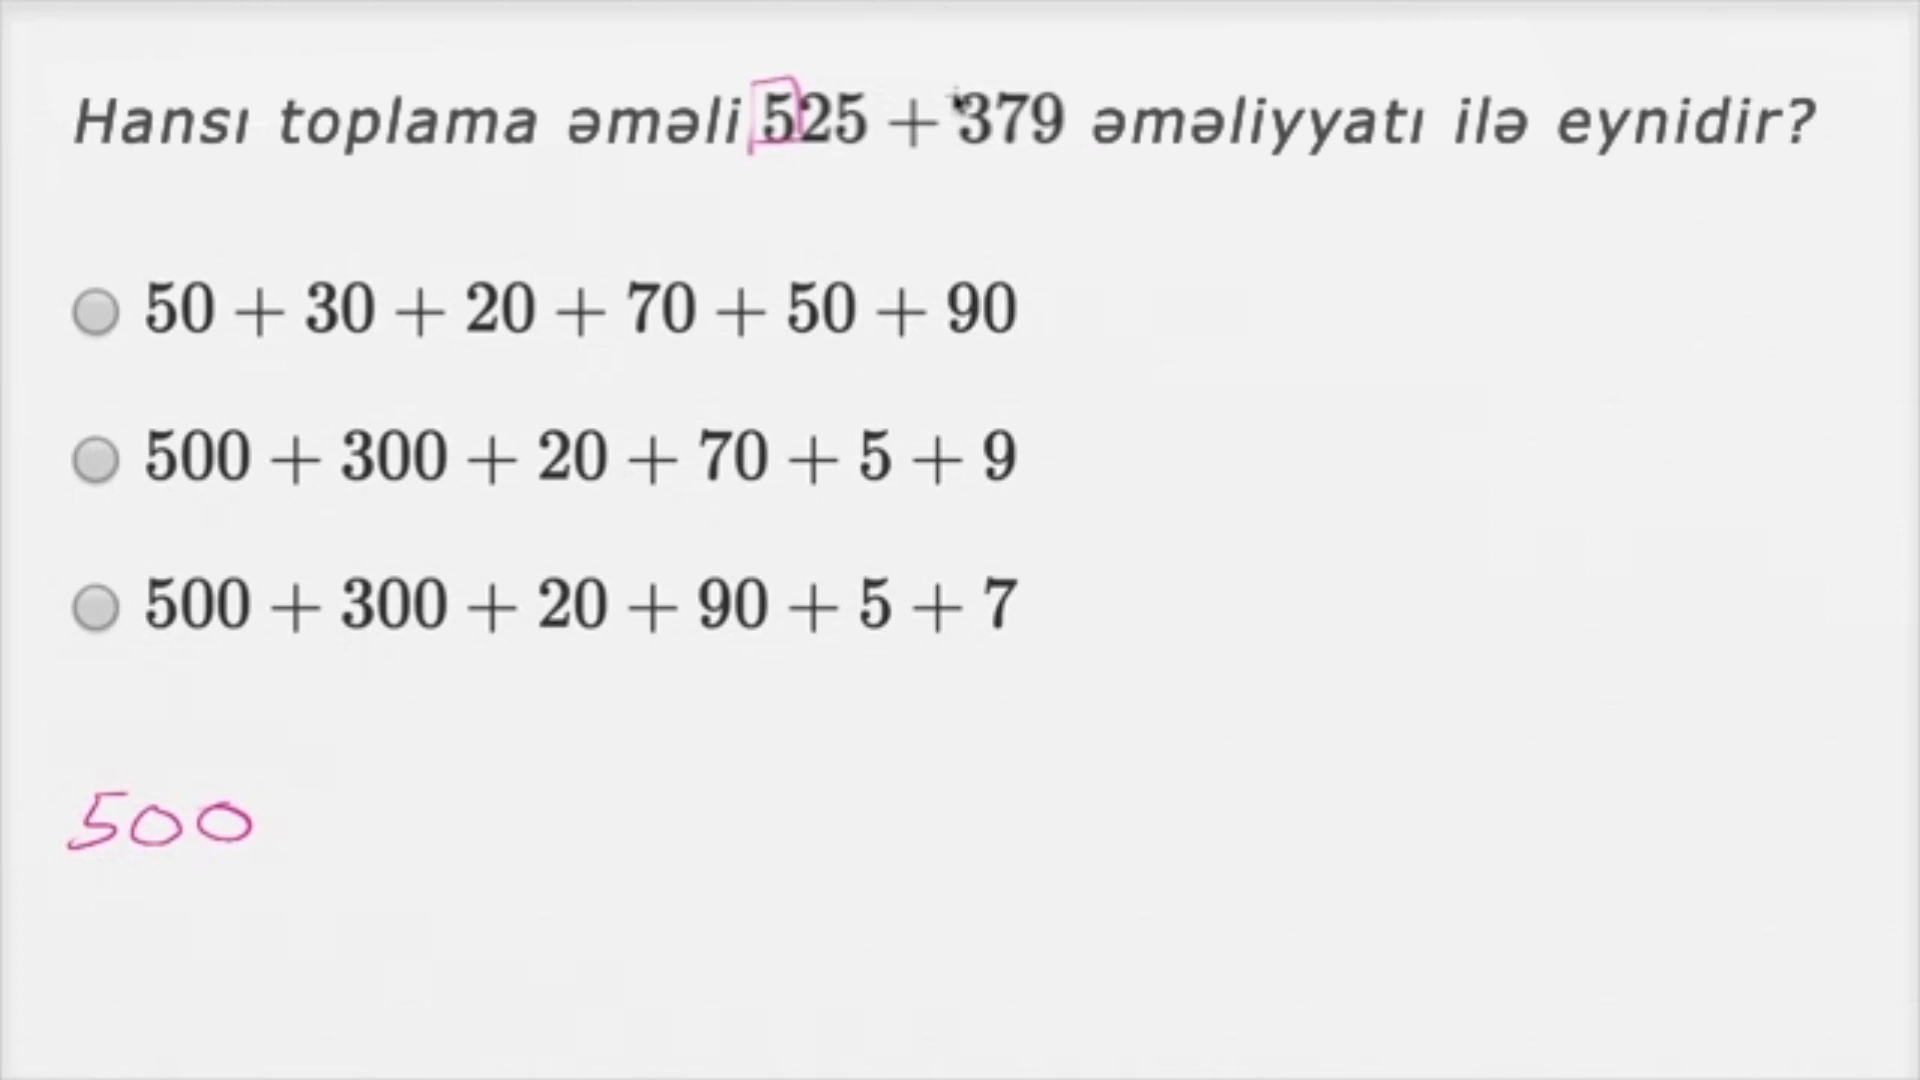 Hansı toplama əməli 525 + 379 əməliyyatı ilə eynidir?
50 + 30 + 20 + 70 + 50 + 90
500 + 300 + 20 + 70 + 5 + 9
500 + 300 + 20 + 90 + 5 + 7
500